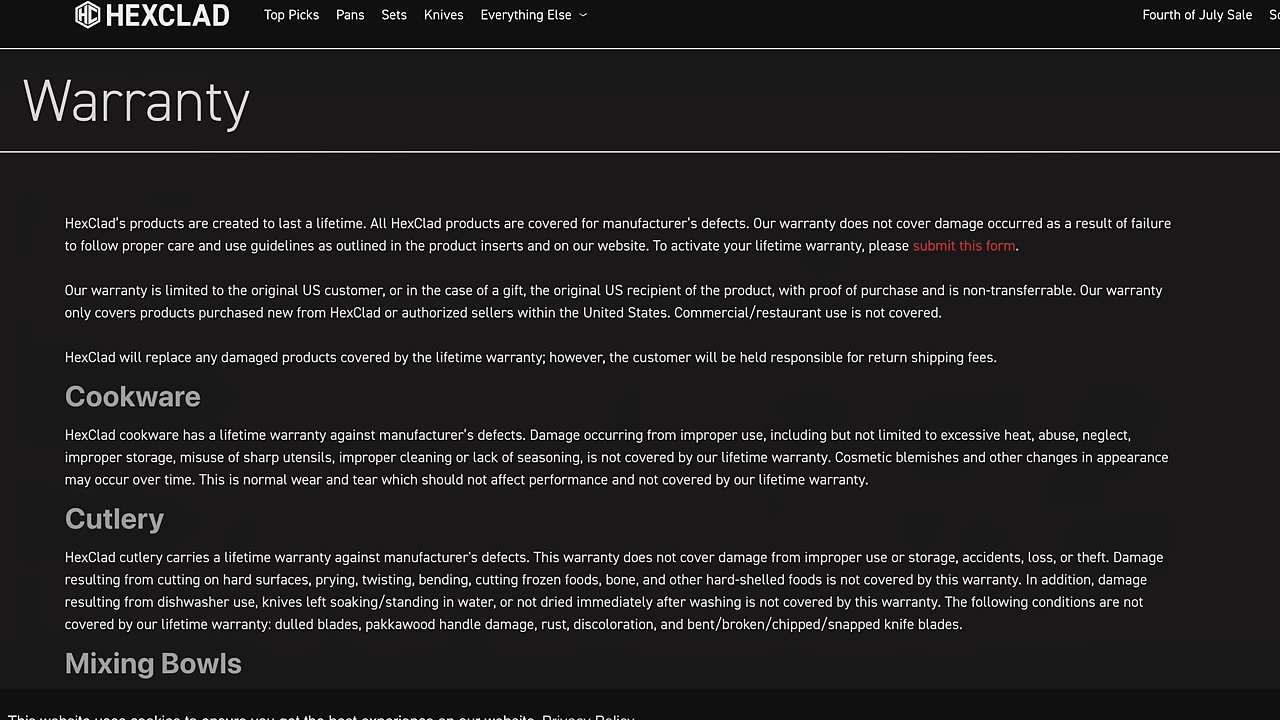 HEXCLAD Top Picks Pans Sets Knives Everything Else Fourth of July Sale
Warranty
HexClad's products are created to last a lifetime. All HexClad products are covered for manufacturer's defects. Our warranty does not cover damage occurred as a result of failure
to follow proper care and use guidelines as outlined in the product inserts and on our website. To activate your lifetime warranty, please submit this form.
Our warranty is limited to the original US customer, or in the case of a gift, the original US recipient of the product, with proof of purchase and is non-transferrable. Our warranty
only covers products purchased new from HexClad or authorized sellers within the United States. Commercial/restaurant use is not covered.
HexClad will replace any damaged products covered by the lifetime warranty; however, the customer will be held responsible for return shipping fees.
Cookware
HexClad cookware has a lifetime warranty against manufacturer's defects. Damage occurring from improper use, including but not limited to excessive heat, abuse, neglect,
improper storage, misuse of sharp utensils, improper cleaning or lack of seasoning, is not covered by our lifetime warranty. Cosmetic blemishes and other changes in appearance
may occur over time. This is normal wear and tear which should not affect performance and not covered by our lifetime warranty.
Cutlery
HexClad cutlery carries a lifetime warranty against manufacturer's defects. This warranty does not cover damage from improper use or storage, accidents, loss, or theft. Damage
resulting from cutting on hard surfaces, prying, twisting, bending, cutting frozen foods, bone, and other hard-shelled foods is not covered by this warranty. In addition, damage
resulting from dishwasher use, knives left soaking/standing in water, or not dried immediately after washing is not covered by this warranty. The following conditions are not
covered by our lifetime warranty: dulled blades, pakkawood handle damage, rust, discoloration, and bent/broken/chipped/snapped knife blades.
Mixing Bowls
This website uses cookies to ensure you get the best experience on our website. Privacy Policy